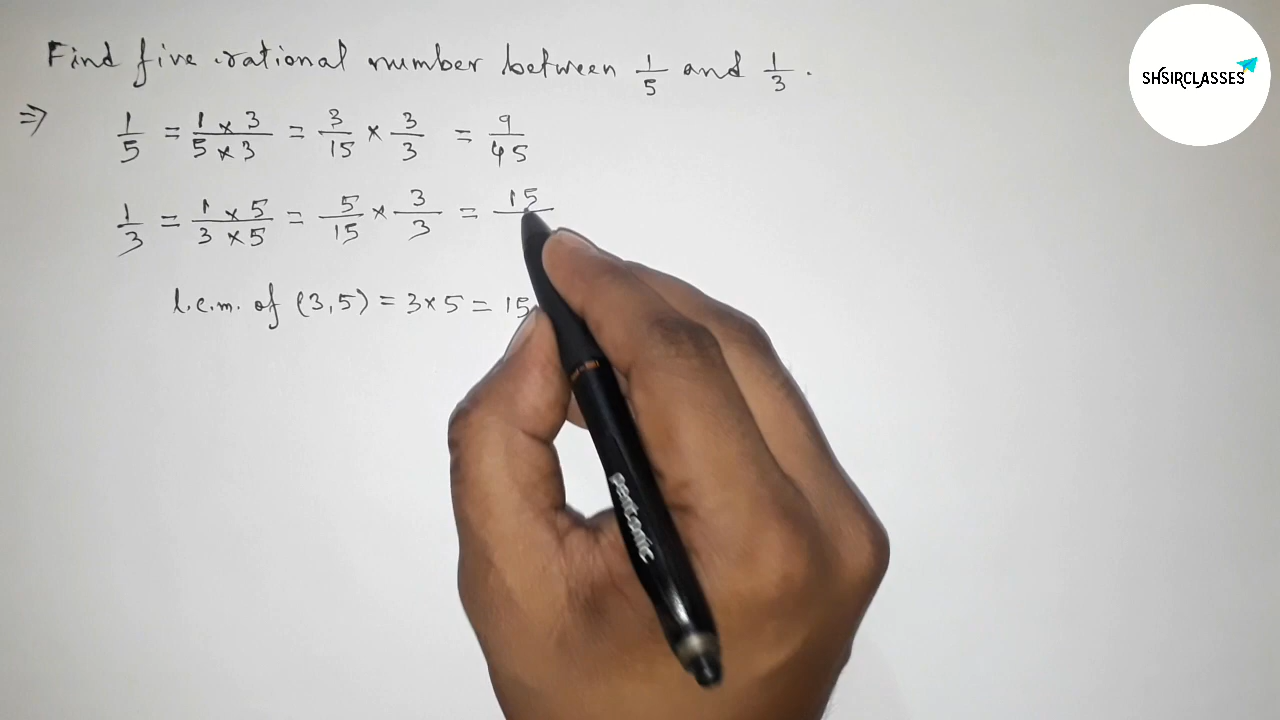 Find five rational number between 1/5 and 1/3.
SHSIRCLASSES
⇒ 1/5 = 1×3/5×3 = 3/15 × 3/3 = 9/45
1/3 = 1×5/3×5 = 5/15 × 3/3 = 15
l.c.m. of (3,5) = 3×5 = 15
pentonic